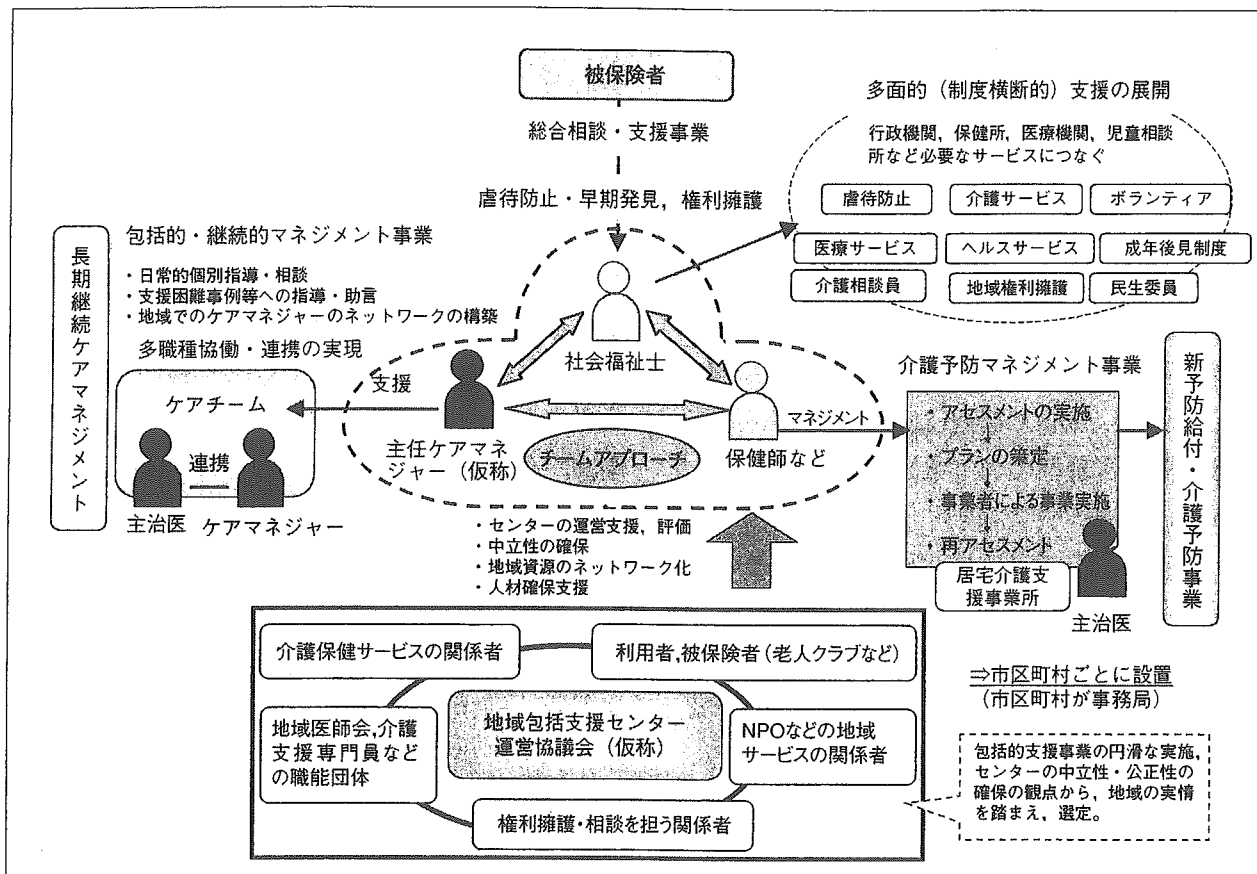 被保険者
総合相談・支援事業
虐待防止・早期発見，権利擁護
多面的（制度横断的）支援の展開
行政機関，保健所，医療機関，児童相談
所など必要なサービスにつなぐ
虐待防止
介護サービス
ボランティア
医療サービス
ヘルスサービス
成年後見制度
介護相談員
地域権利擁護
民生委員
長期継続ケアマネジメント
包括的・継続的マネジメント事業
・日常的個別指導・相談
・支援困難事例等への指導・助言
・地域でのケアマネジャーのネットワークの構築
多職種協働・連携の実現
ケアチーム
連携
主治医
ケアマネジャー
支援
社会福祉士
主任ケアマネ
ジャー（仮称）
チームアプローチ
保健師など
マネジメント
介護予防マネジメント事業
・アセスメントの実施
・プランの策定
・事業者による事業実施
・再アセスメント
居宅介護支
援事業所
主治医
新予防給付・介護予防事業
・センターの運営支援，評価
・中立性の確保
・地域資源のネットワーク化
・人材確保支援
介護保健サービスの関係者
利用者,被保険者（老人クラブなど）
地域医師会,介護
支援専門員など
の職能団体
地域包括支援センター
運営協議会（仮称）
NPOなどの地域
サービスの関係者
権利擁護・相談を担う関係者
⇒市区町村ごとに設置
（市区町村が事務局）
包括的支援事業の円滑な実施，
センターの中立性・公正性の
確保の観点から，地域の実情
を踏まえ，選定。